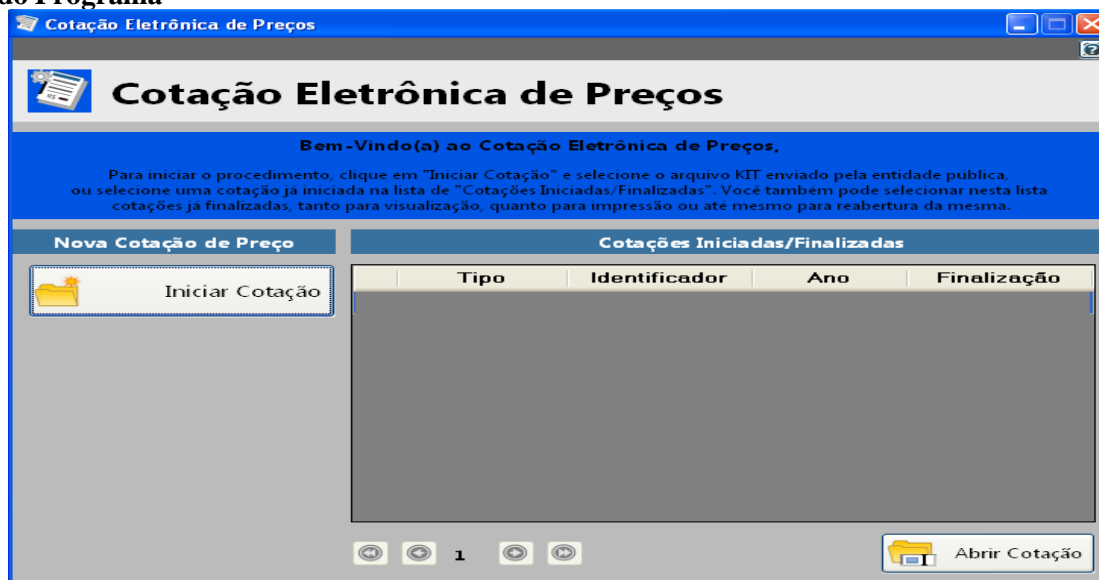 do Programa
Cotação Eletrônica de Preços
Cotação Eletrônica de Preços
Bem-Vindo(a) ao Cotação Eletrônica de Preços,
Para iniciar o procedimento, clique em "Iniciar Cotação" e selecione o arquivo KIT enviado pela entidade pública,
ou selecione uma cotação já iniciada na lista de "Cotações Iniciadas/Finalizadas". Você também pode selecionar nesta lista
cotações já finalizadas, tanto para visualização, quanto para impressão ou até mesmo para reabertura da mesma.
Nova Cotação de Preço
Cotações Iniciadas/Finalizadas
Iniciar Cotação
Tipo Identificador Ano Finalização
1
Abrir Cotação